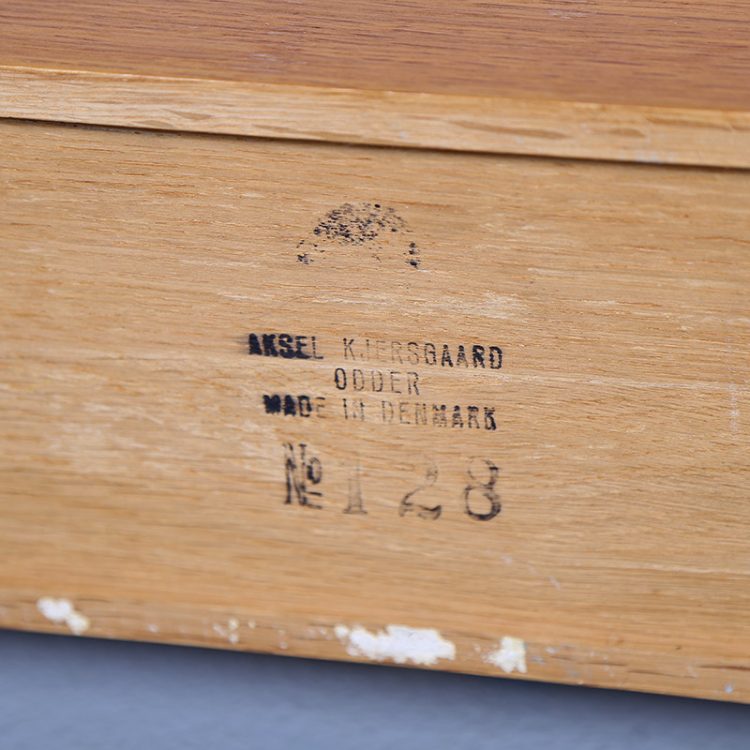 AKSEL KJERSGAARD
ODDER
MADE IN DENMARK
№ 128